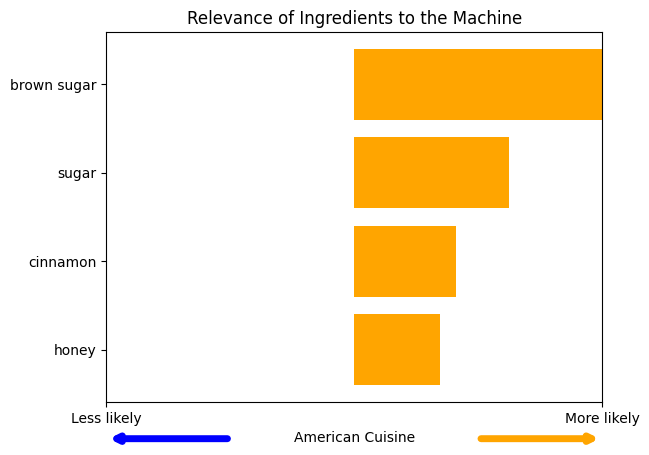 Relevance of Ingredients to the Machine
brown sugar
sugar
cinnamon
honey
Less likely
More likely
American Cuisine